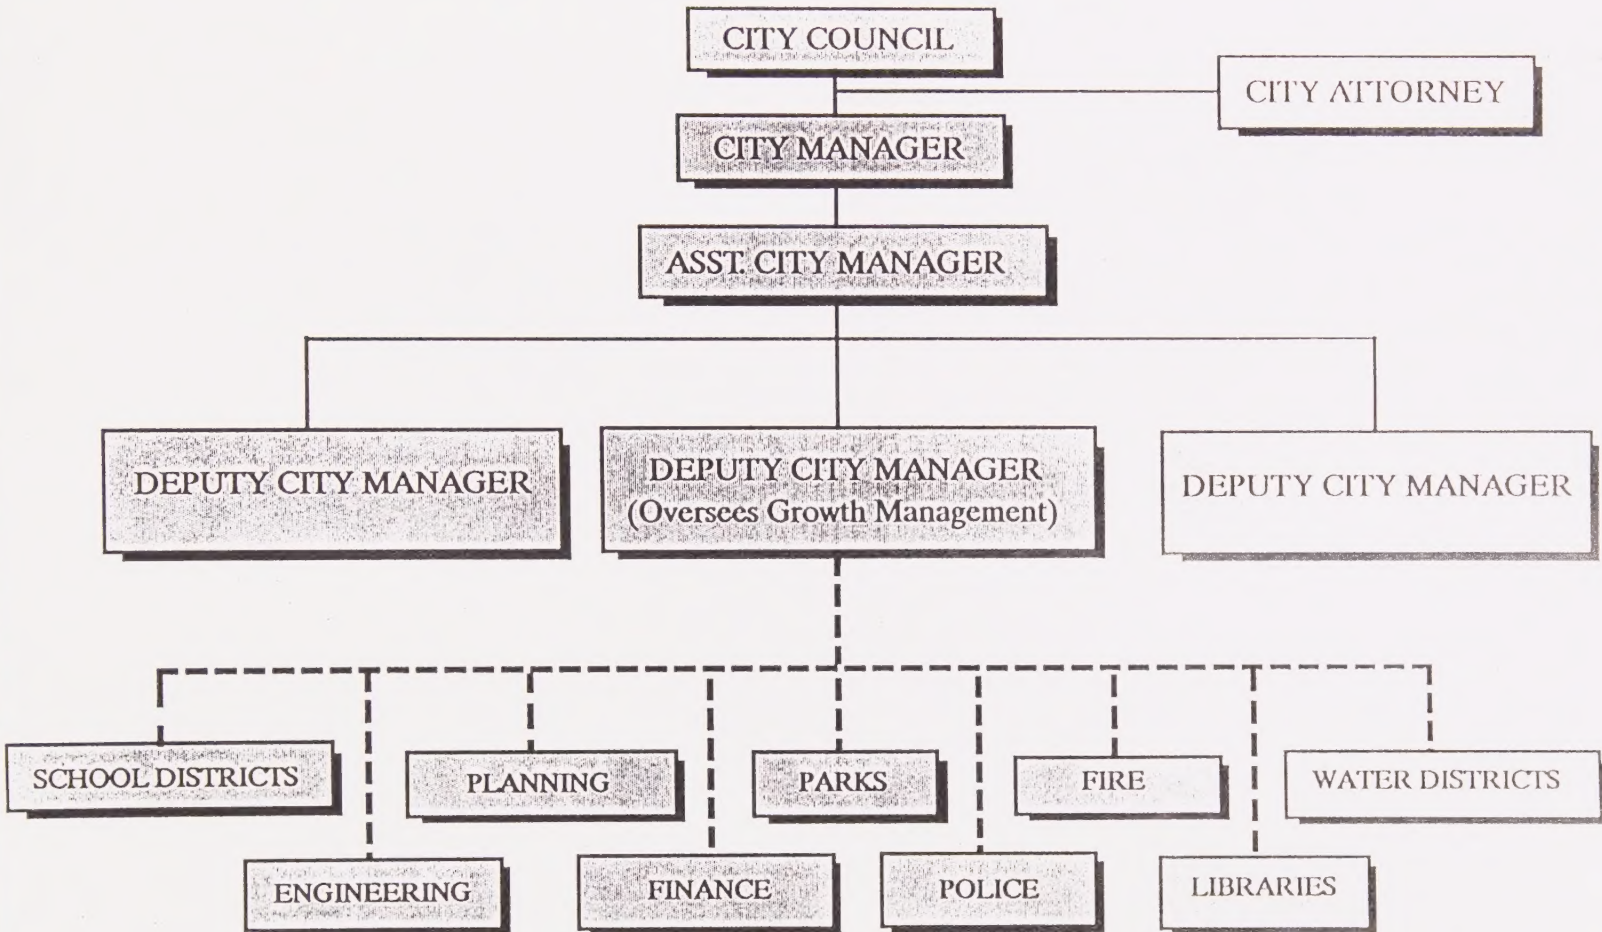 CITY COUNCIL
CITY ATTORNEY
CITY MANAGER
ASST. CITY MANAGER
DEPUTY CITY MANAGER
DEPUTY CITY MANAGER
(Oversees Growth Management)
DEPUTY CITY MANAGER
SCHOOL DISTRICTS
PLANNING
PARKS
FIRE
WATER DISTRICTS
ENGINEERING
FINANCE
POLICE
LIBRARIES